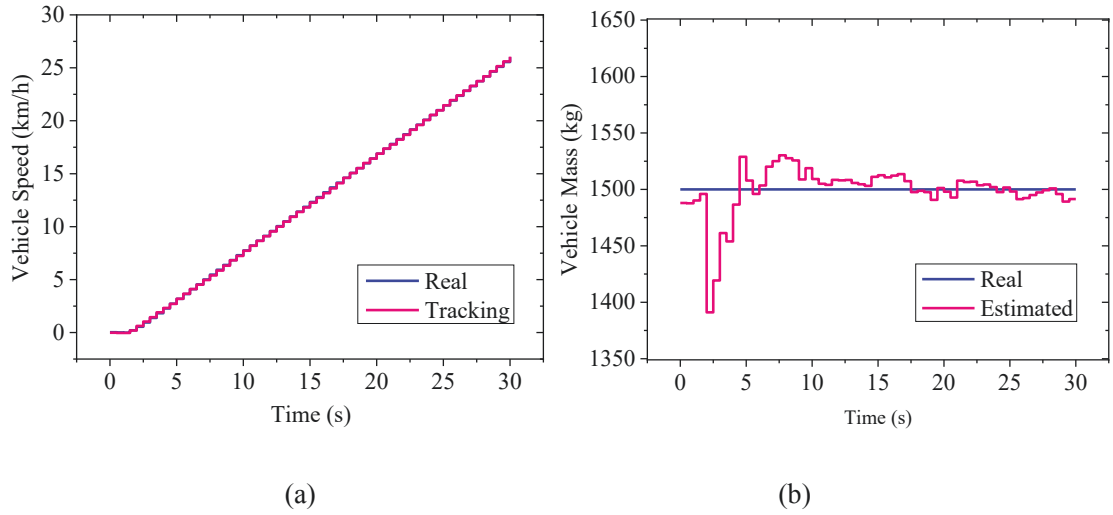 30
25
20
15
10
5
0
Vehicle Speed (km/h)
Real
Tracking
0 5 10 15 20 25 30
Time (s)
(a)
1650
1600
1550
1500
1450
1400
1350
Vehicle Mass (kg)
Real
Estimated
0 5 10 15 20 25 30
Time (s)
(b)